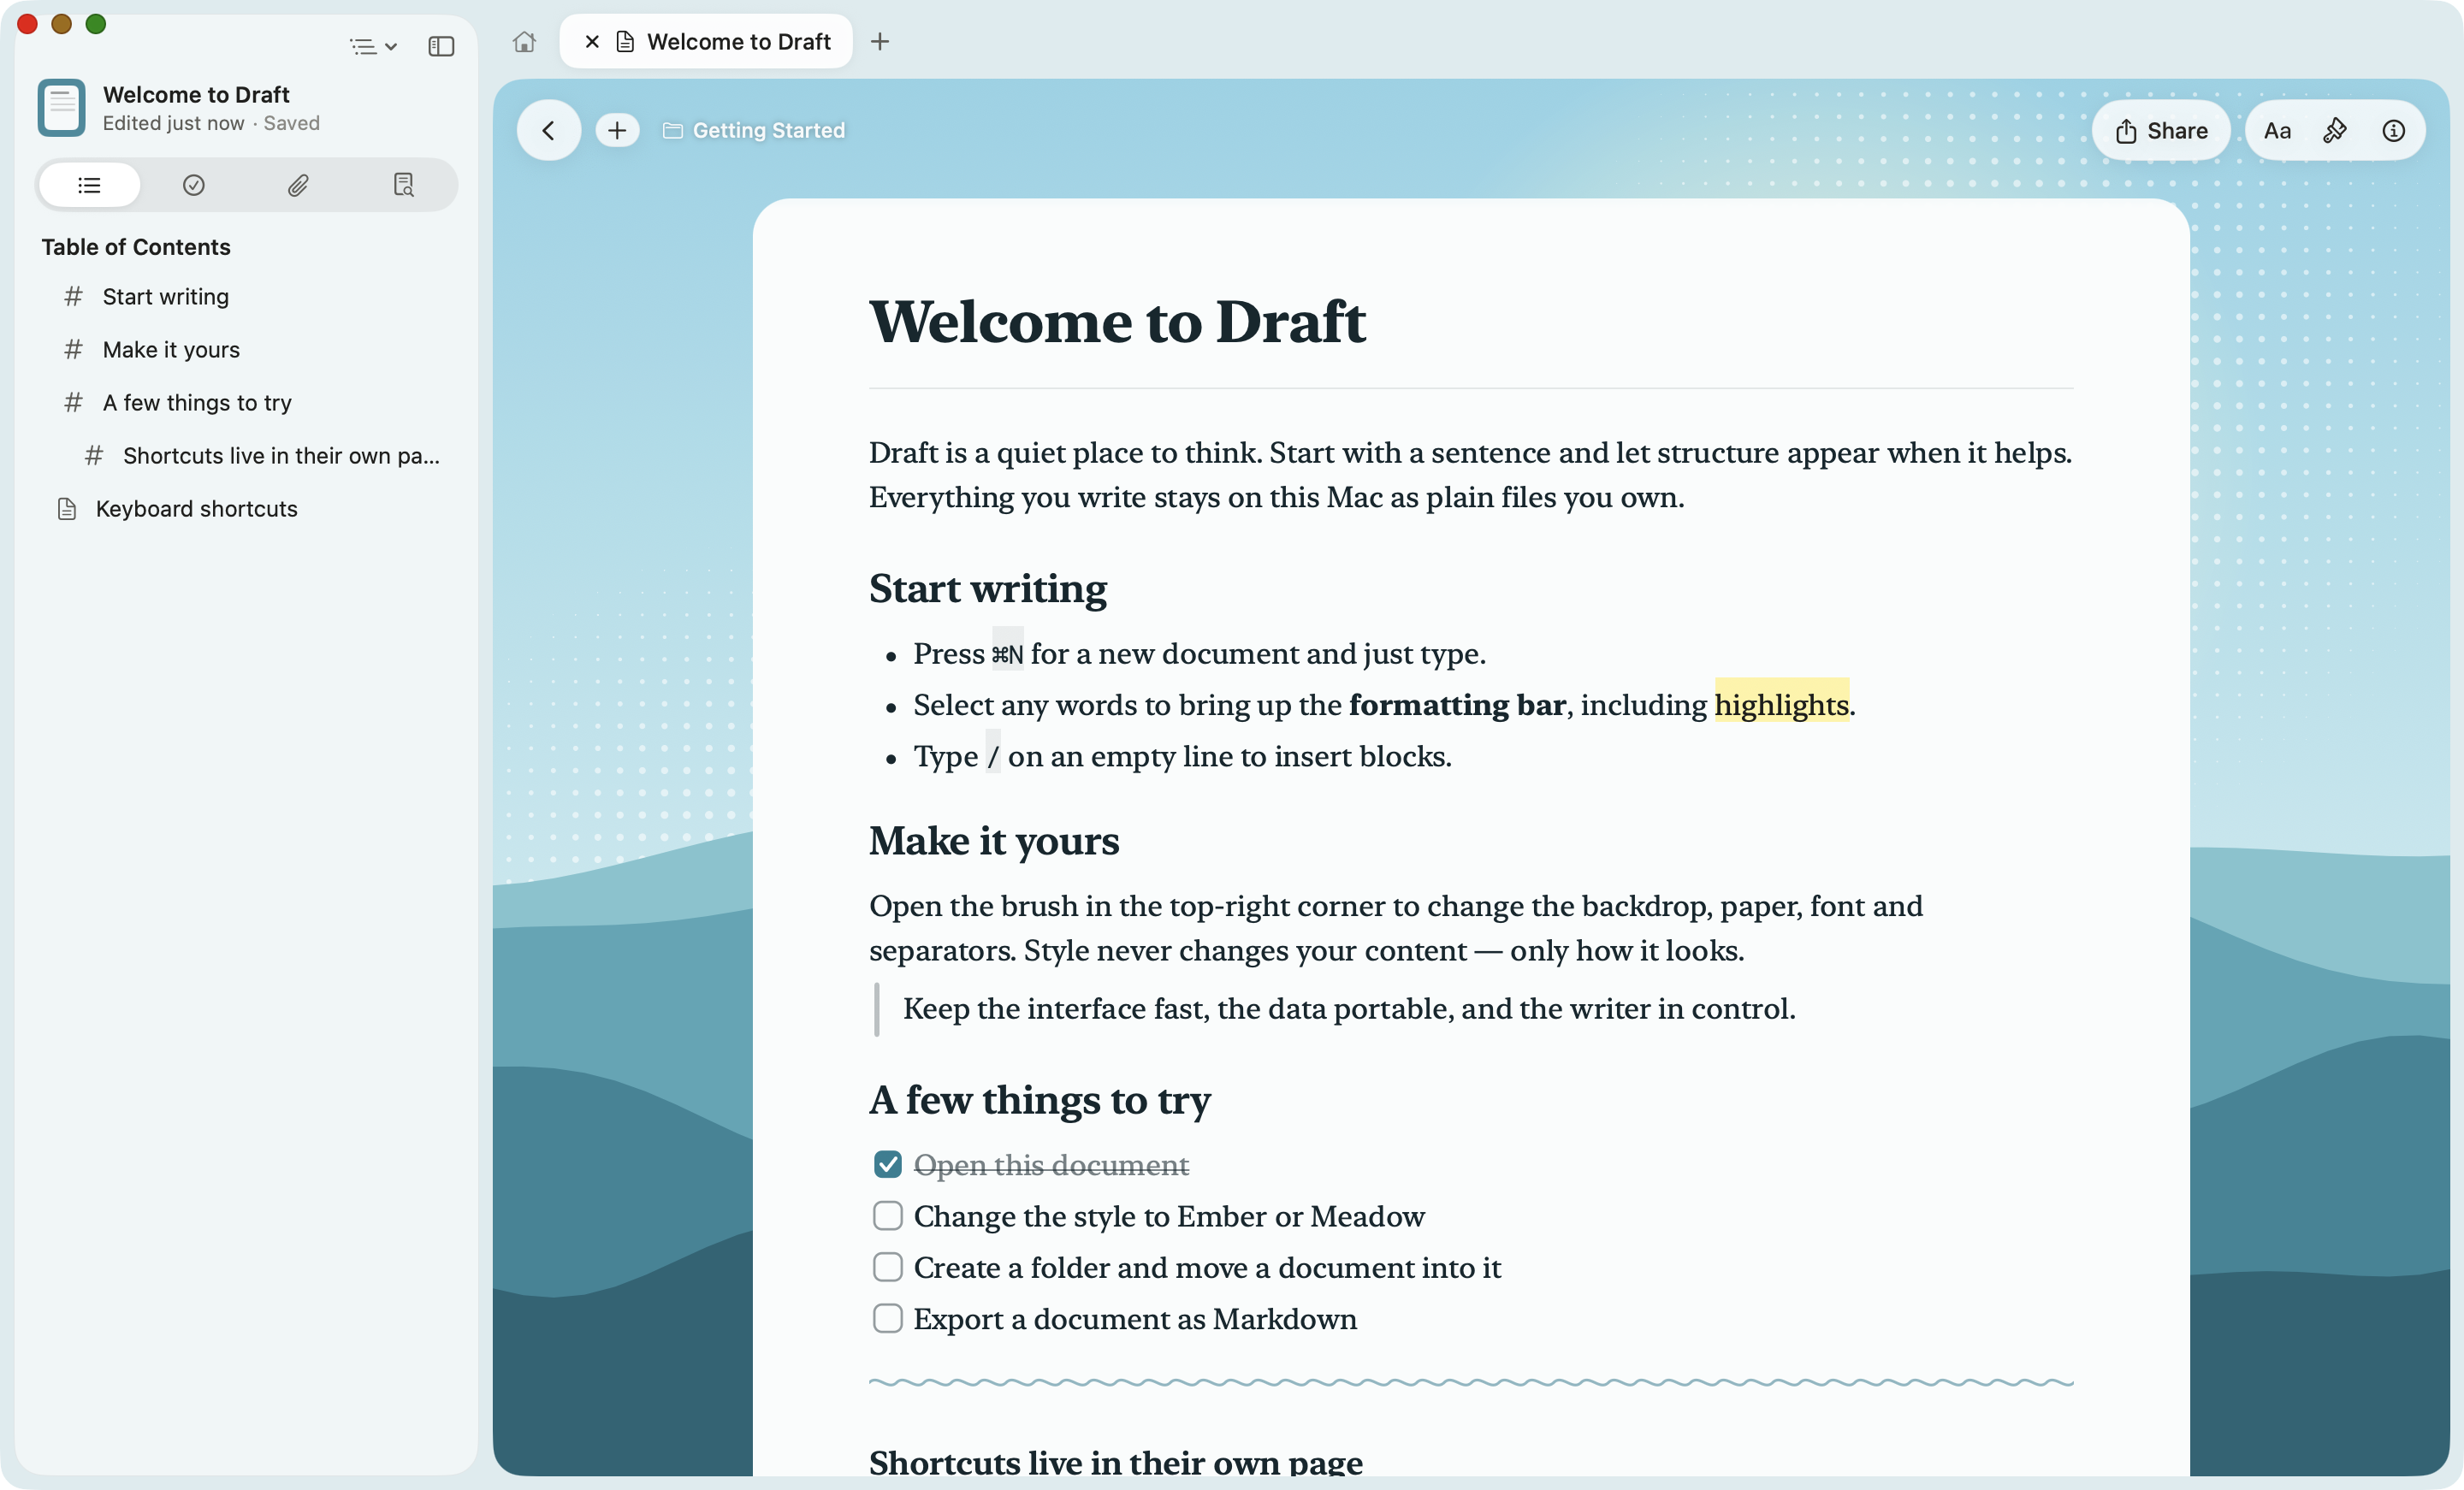 Welcome to Draft
Welcome to Draft
Edited just now · Saved
Getting Started
Share
Aa
Table of Contents
# Start writing
# Make it yours
# A few things to try
# Shortcuts live in their own pa...
Keyboard shortcuts
Welcome to Draft
Draft is a quiet place to think. Start with a sentence and let structure appear when it helps.
Everything you write stays on this Mac as plain files you own.
Start writing
• Press ⌘N for a new document and just type.
• Select any words to bring up the formatting bar, including highlights.
• Type / on an empty line to insert blocks.
Make it yours
Open the brush in the top-right corner to change the backdrop, paper, font and
separators. Style never changes your content — only how it looks.
Keep the interface fast, the data portable, and the writer in control.
A few things to try
Open this document
Change the style to Ember or Meadow
Create a folder and move a document into it
Export a document as Markdown
Shortcuts live in their own page